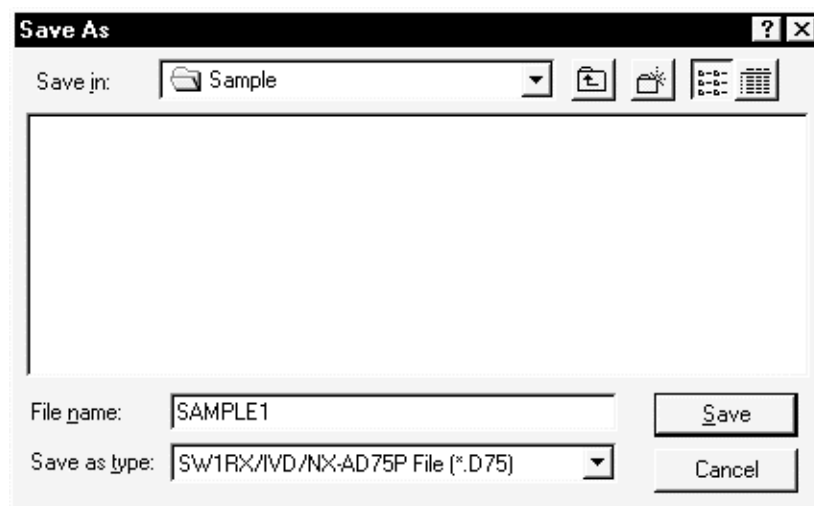 Save As
Save in: Sample
File name: SAMPLE1 Save
Save as type: SW1RX/IVD/NX-AD75P File (*.D75) Cancel